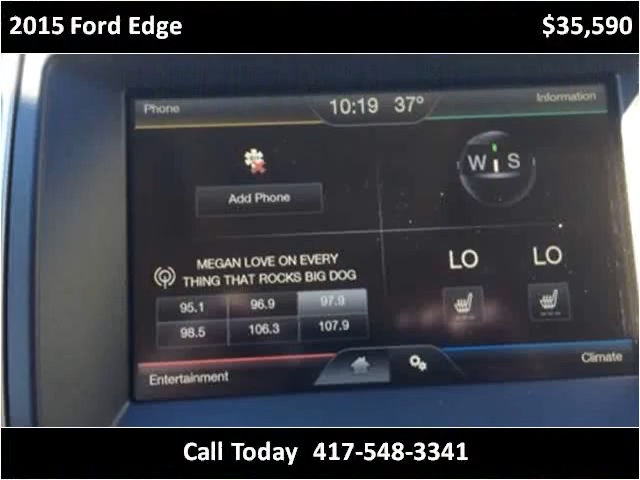 2015 Ford Edge $35,590
Phone 10:19 37° Information
W S
Add Phone
MEGAN LOVE ON EVERY
THING THAT ROCKS BIG DOG
LO LO
95.1 96.9 97.9
98.5 106.3 107.9
Entertainment Climate
Call Today 417-548-3341